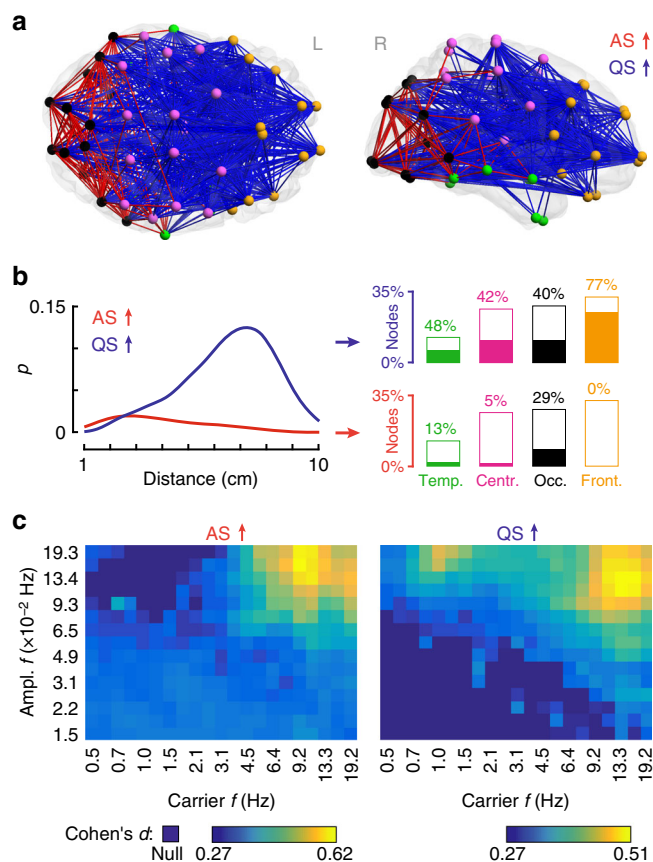 a
L
R
AS ↑
QS ↑
b
0.15
0
p
AS ↑
QS ↑
1
10
Distance (cm)
35%
0%
Nodes
48%
42%
40%
77%
35%
0%
Nodes
13%
5%
29%
0%
Temp.
Centr.
Occ.
Front.
c
AS ↑
QS ↑
Ampl. f (×10⁻² Hz)
19.3
13.4
9.3
6.5
4.9
3.1
2.2
1.5
0.5 0.7 1.0 1.5 2.1 3.1 4.5 6.4 9.2 13.3 19.2
0.5 0.7 1.0 1.5 2.1 3.1 4.5 6.4 9.2 13.3 19.2
Carrier f (Hz)
Carrier f (Hz)
Cohen's d:
Null
0.27
0.62
0.27
0.51